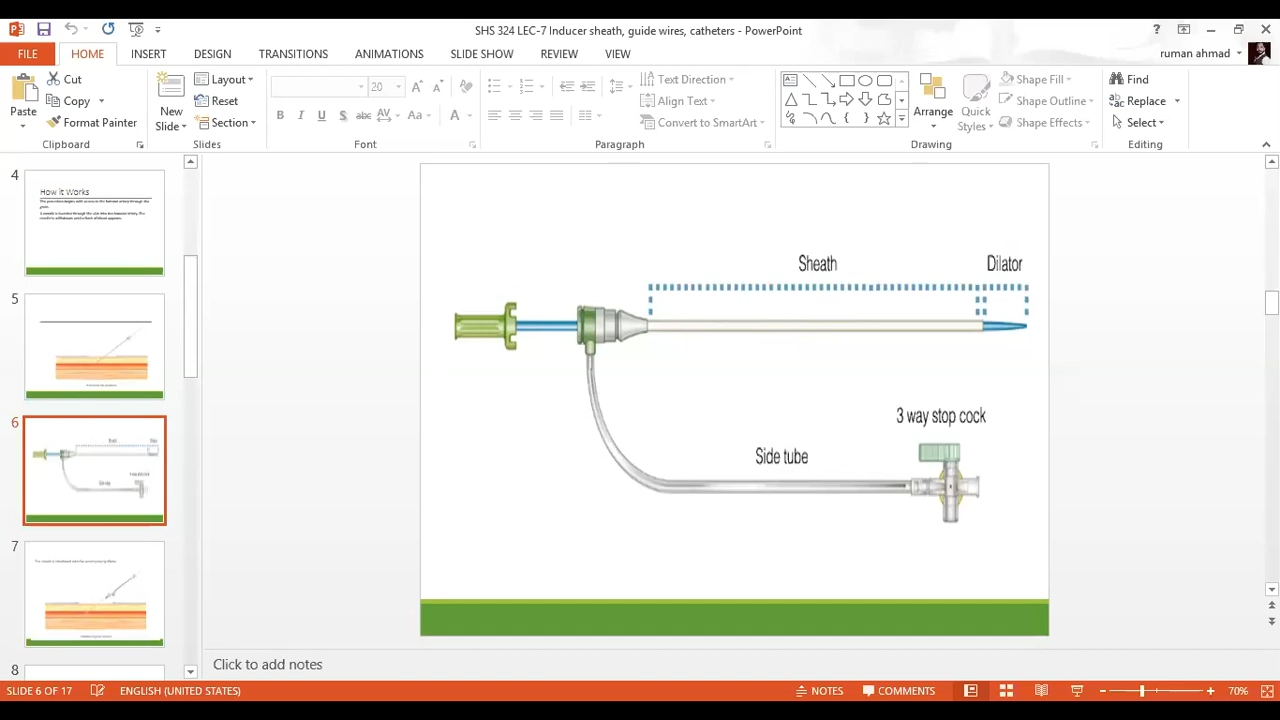 SHS 324 LEC-7 Inducer sheath, guide wires, catheters - PowerPoint
FILE HOME INSERT DESIGN TRANSITIONS ANIMATIONS SLIDE SHOW REVIEW VIEW
ruman ahmad
Paste
Cut
Copy
Format Painter
Clipboard
New Slide
Layout
Reset
Section
Slides
20
B I U S abc AV Aa A
Font
Text Direction
Align Text
Convert to SmartArt
Paragraph
Arrange
Quick Styles
Shape Fill
Shape Outline
Shape Effects
Drawing
Find
Replace
Select
Editing
4
How it Works
5
6
7
8
Sheath
Dilator
3 way stop cock
Side tube
Click to add notes
SLIDE 6 OF 17 ENGLISH (UNITED STATES) NOTES COMMENTS 70%